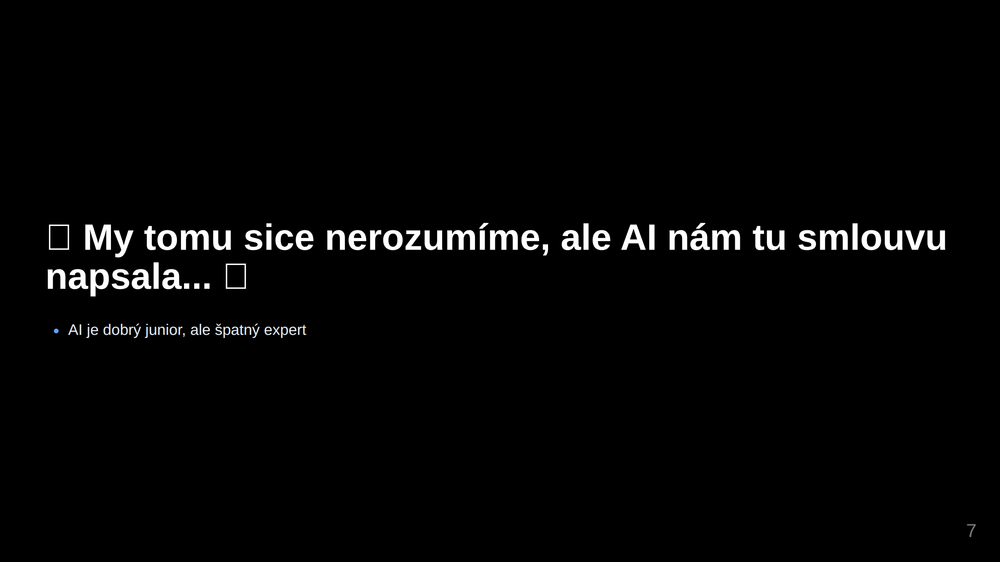 My tomu sice nerozumíme, ale AI nám tu smlouvu
napsala...
AI je dobrý junior, ale špatný expert
7